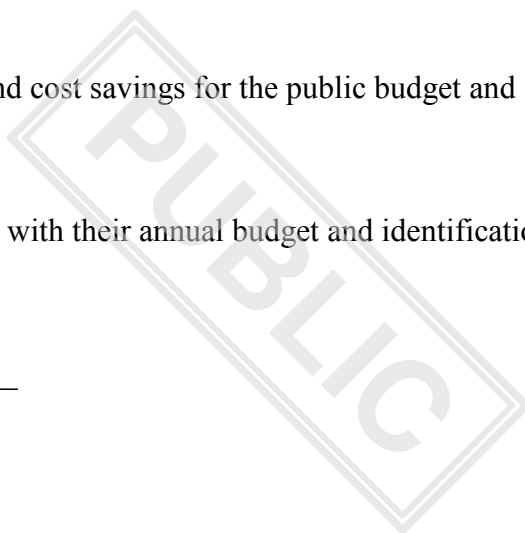 nd cost savings for the public budget and
with their annual budget and identificatio
PUBLIC